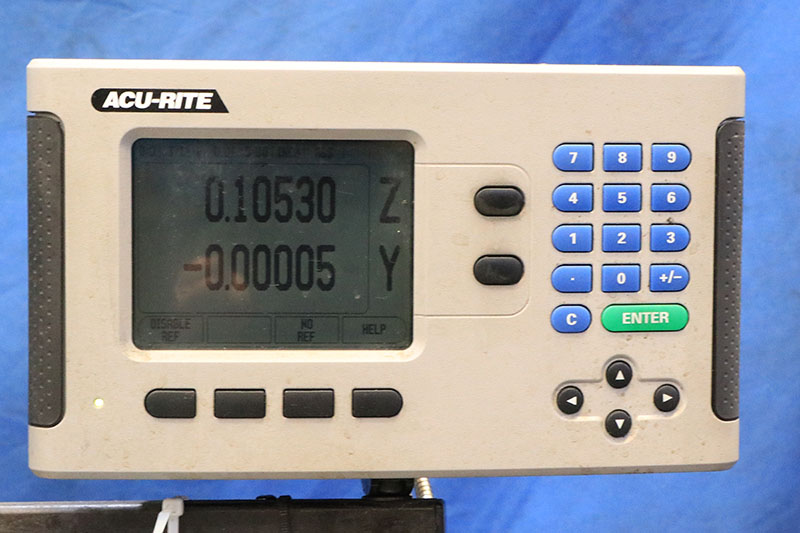 ACU-RITE
0.10530 Z
-0.00005 Y
DISABLE REF
NO REF
HELP
7 8 9
4 5 6
1 2 3
. 0 +/-
C ENTER